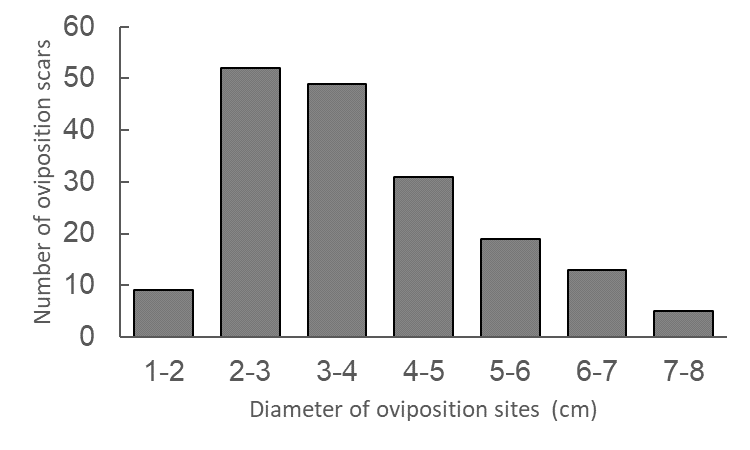 Number of oviposition scars
60
50
40
30
20
10
0
1-2 2-3 3-4 4-5 5-6 6-7 7-8
Diameter of oviposition sites (cm)